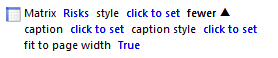 Matrix Risks style click to set fewer ▲
caption click to set caption style click to set
fit to page width True